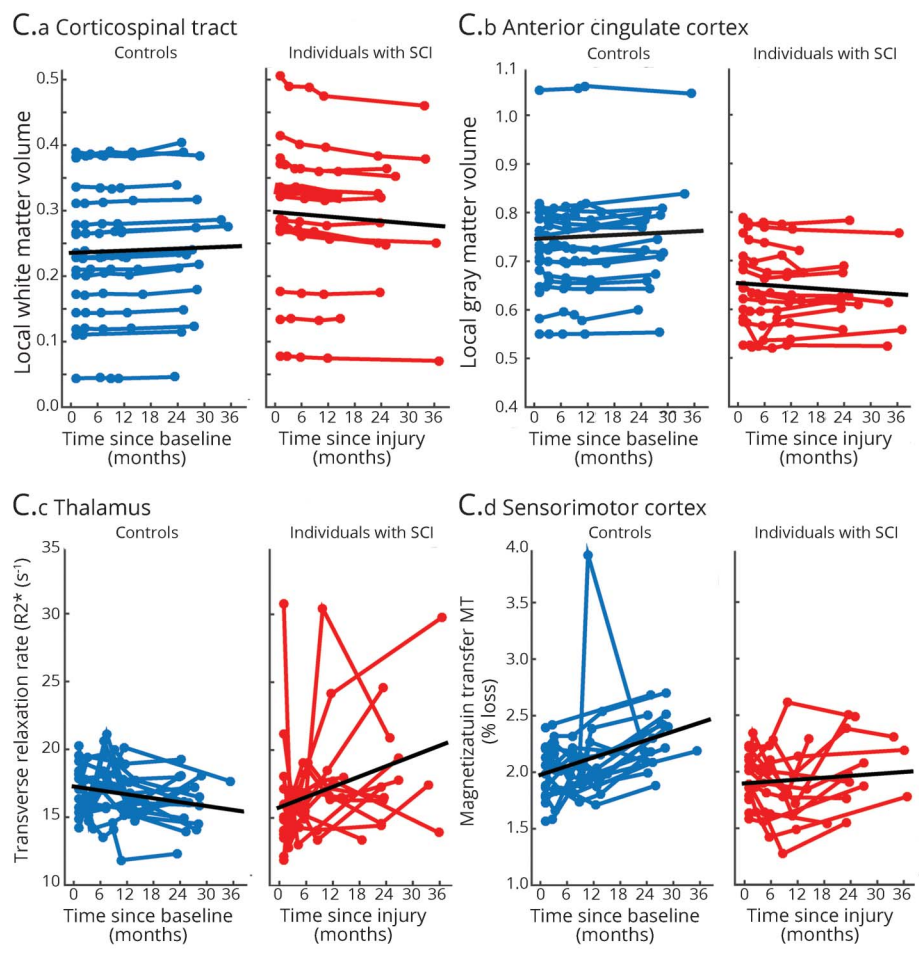 C.a Corticospinal tract
Controls
Individuals with SCI
Local white matter volume
0.5
0.4
0.3
0.2
0.1
0.0
0 6 12 18 24 30 36
Time since baseline
(months)
0 6 12 18 24 30 36
Time since injury
(months)
C.b Anterior cingulate cortex
Controls
Individuals with SCI
Local gray matter volume
1.1
1.0
0.9
0.8
0.7
0.6
0.5
0.4
0 6 12 18 24 30 36
Time since baseline
(months)
0 6 12 18 24 30 36
Time since injury
(months)
C.c Thalamus
Controls
Individuals with SCI
Transverse relaxation rate (R2* (s⁻¹)
35
30
25
20
15
10
0 6 12 18 24 30 36
Time since baseline
(months)
0 6 12 18 24 30 36
Time since injury
(months)
C.d Sensorimotor cortex
Controls
Individuals with SCI
Magnetizatuin transfer MT
(% loss)
4.0
3.5
3.0
2.5
2.0
1.5
1.0
0 6 12 18 24 30 36
Time since baseline
(months)
0 6 12 18 24 30 36
Time since injury
(months)